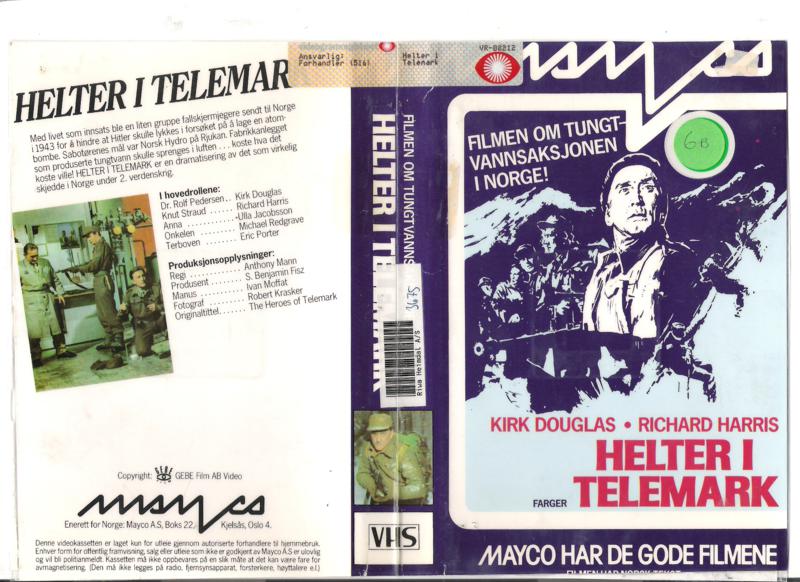 HELTER I TELEMARK
Med livet som innsats ble en liten gruppe fallskjermjegere sendt til Norge
i 1943 for å hindre at Hitler skulle lykkes i forsøket på å lage en atom-
bombe. Sabotørenes mål var Norsk Hydro på Rjukan. Fabrikkanlegget
som produserte tungtvann skulle sprenges i luften . . . koste hva det
koste ville! HELTER I TELEMARK er en dramatisering av det som virkelig
skjedde i Norge under 2. verdenskrig.
I hovedrollene:
Dr. Rolf Pedersen . . Kirk Douglas
Knut Straud . . . . . . Richard Harris
Anna . . . . . . . . . . . Ulla Jacobsson
Onkelen . . . . . . . . Michael Redgrave
Terboven . . . . . . . Eric Porter
Produksjonsopplysninger:
Regi . . . . . . . . . . . . Anthony Mann
Produsent . . . . . . . S. Benjamin Fisz
Manus . . . . . . . . . . Ivan Moffat
Fotograf . . . . . . . . . Robert Krasker
Originaltittel . . . . . . The Heroes of Telemark
Copyright: GEBE Film AB Video
mayco
Enerett for Norge: Mayco A.S, Boks 22, Kjelsås, Oslo 4.
Denne videokassetten er laget kun for utleie gjennom autoriserte forhandlere til hjemmebruk.
Enhver form for offentlig framvisning, salg eller utleie som ikke er godkjent av Mayco A.S er ulovlig
og vil bli politianmeldt. Kassetten må ikke oppbevares på en slik måte at det kan være fare for
avmagnetisering. (Den må ikke legges på radio, fjernsynsapparat, forsterkere, høyttalere e.l.)
Ansvarlig:
Forhandler (516)
Helter i
Telemark
VR-08212
FILMEN OM TUNGTVANNS
HELTER I TELEMARK
3675
Riwa Heimdal A/S
VHS
mayco
FILMEN OM TUNGT-
VANNSAKSJONEN
I NORGE!
6B
KIRK DOUGLAS • RICHARD HARRIS
HELTER I
FARGER TELEMARK
MAYCO HAR DE GODE FILMENE
FILMEN HAR NORSK TEKST